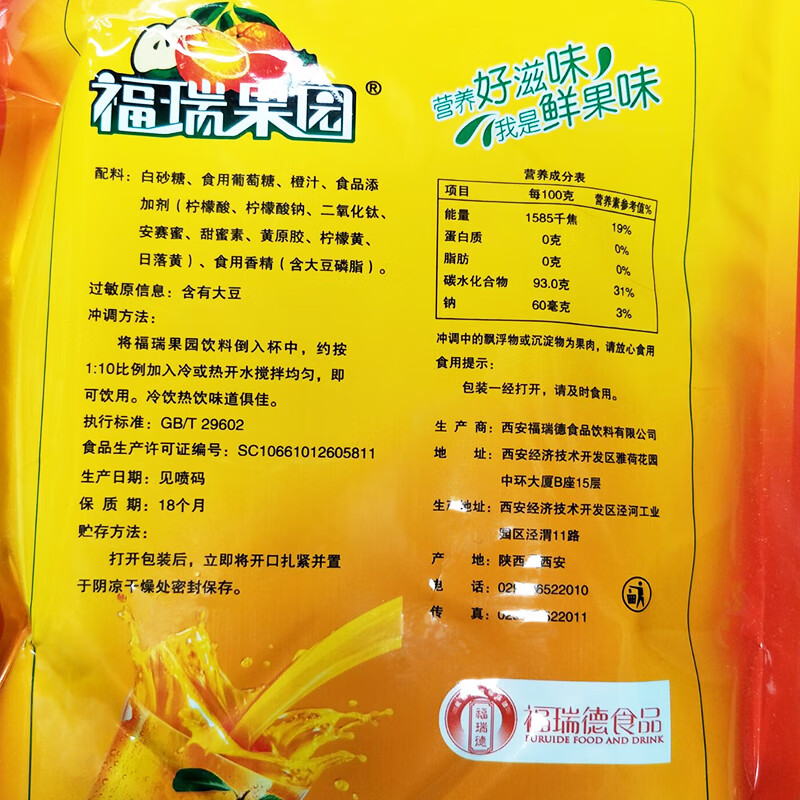 福瑞果园®
营养好滋味
我是鲜果味
配料：白砂糖、食用葡萄糖、橙汁、食品添
加剂（柠檬酸、柠檬酸钠、二氧化钛、
安赛蜜、甜蜜素、黄原胶、柠檬黄、
日落黄）、食用香精（含大豆磷脂）。
过敏原信息：含有大豆
冲调方法：
将福瑞果园饮料倒入杯中，约按
1:10比例加入冷或热开水搅拌均匀，即
可饮用。冷饮热饮味道俱佳。
执行标准：GB/T 29602
食品生产许可证编号：SC10661012605811
生产日期：见喷码
保 质 期：18个月
贮存方法：
打开包装后，立即将开口扎紧并置
于阴凉干燥处密封保存。
营养成分表
项目 每100克 营养素参考值%
能量 1585千焦 19%
蛋白质 0克 0%
脂肪 0克 0%
碳水化合物 93.0克 31%
钠 60毫克 3%
冲调中的飘浮物或沉淀物为果肉，请放心食用
食用提示：
包装一经打开，请及时食用。
生 产 商：西安福瑞德食品饮料有限公司
地 址：西安经济技术开发区雅荷花园
中环大厦B座15层
生产地址：西安经济技术开发区泾河工业
园区泾渭11路
产 地：陕西 西安
电 话：02 6522010
传 真：02 522011
福瑞德
福瑞德食品
FURUIDE FOOD AND DRINK